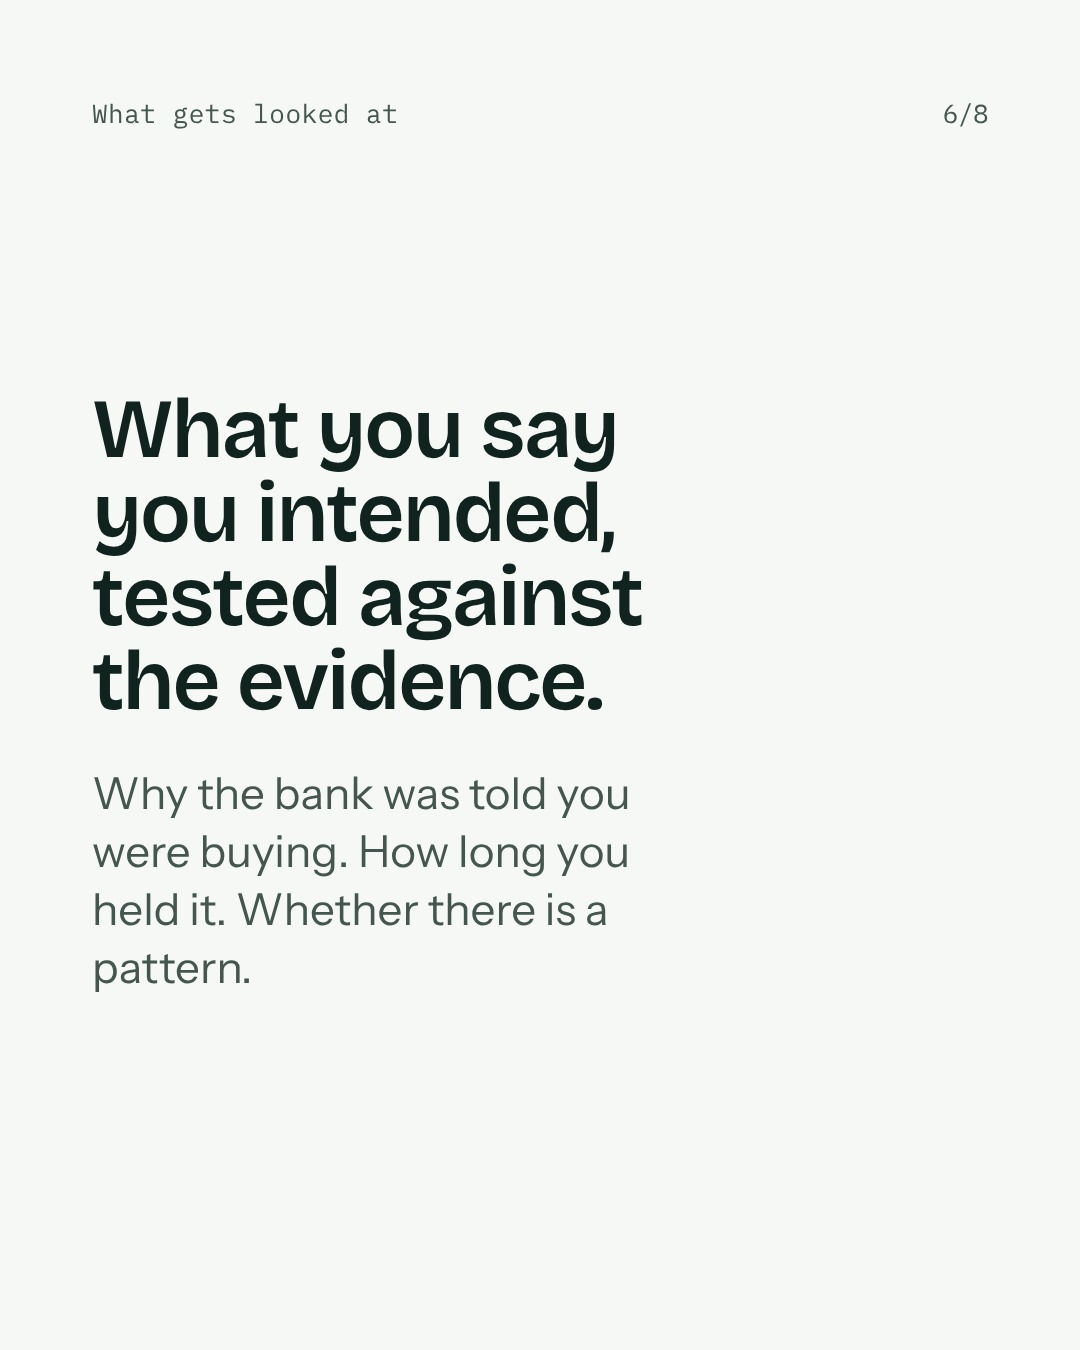 What gets looked at
6/8
What you say
you intended,
tested against
the evidence.
Why the bank was told you
were buying. How long you
held it. Whether there is a
pattern.